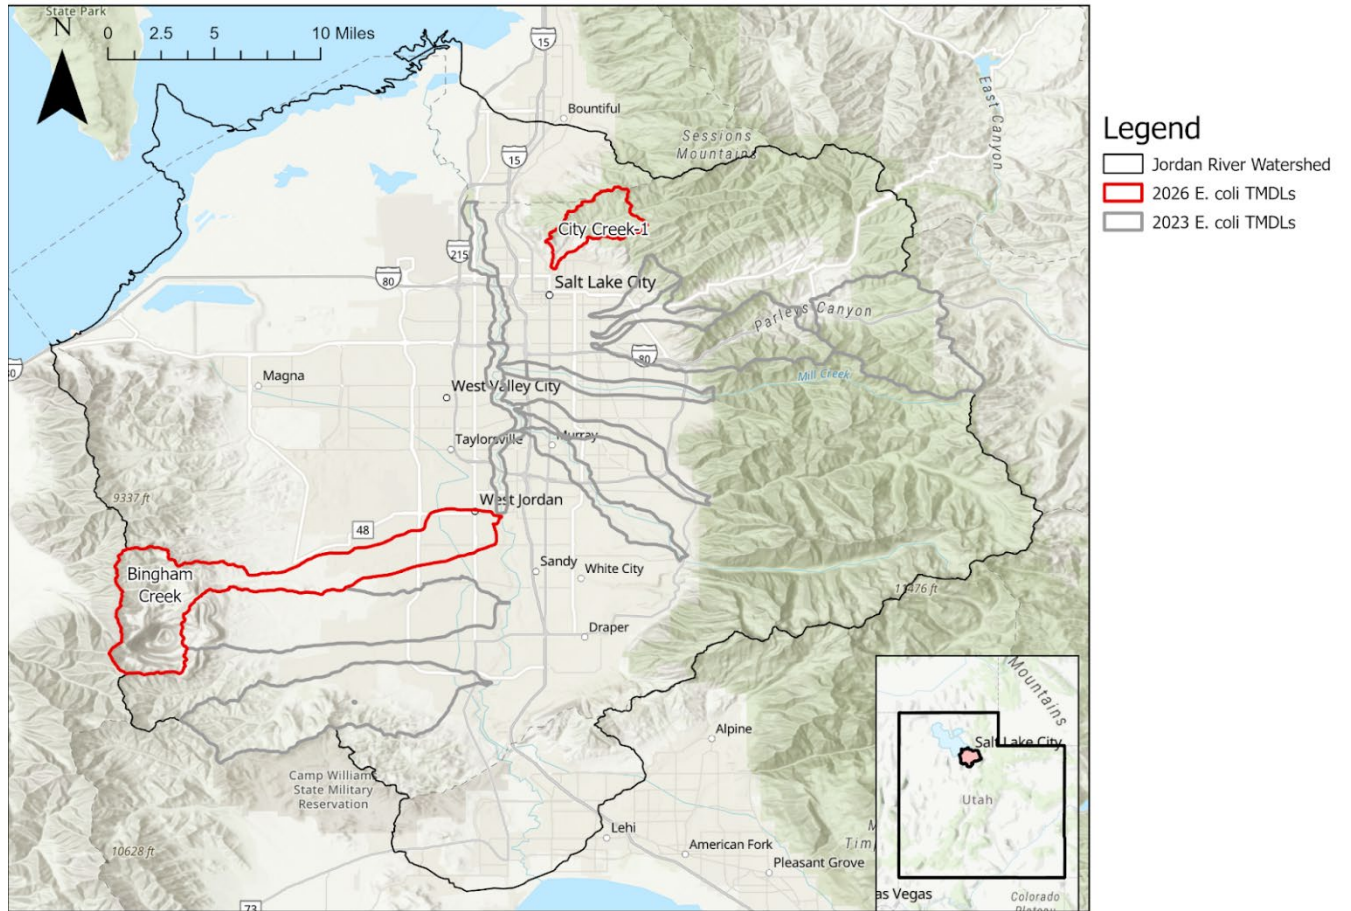 State Park
N
0 2.5 5 10 Miles
15
East Canyon
Bountiful
Sessions
Mountains
15
Legend
Jordan River Watershed
2026 E. coli TMDLs
2023 E. coli TMDLs
City Creek-1
215
80
Salt Lake City
Parleys Canyon
80
Magna
Mill Creek
West Valley City
Taylorsville
Murray
9337 ft
West Jordan
48
Sandy
White City
Bingham
Creek
11476 ft
Draper
Mountains
Alpine
Salt Lake City
Camp William
State Military
Reservation
Utah
Lehi
American Fork
10628 ft
Pleasant Grove
M
Tim
as Vegas
Colorado
Plateau
73